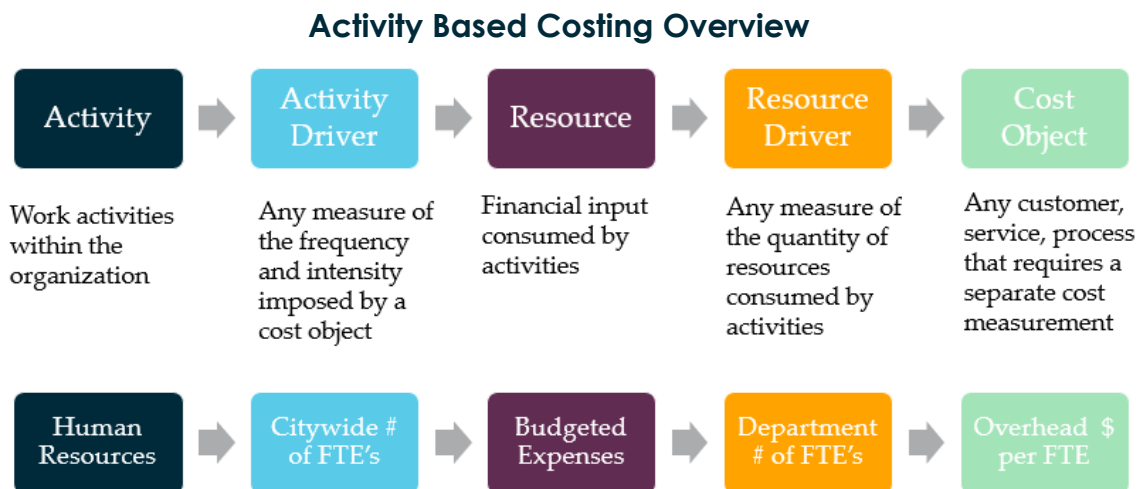 Activity Based Costing Overview
Activity
Activity
Driver
Resource
Resource
Driver
Cost
Object
Work activities
within the
organization
Any measure of
the frequency
and intensity
imposed by a
cost object
Financial input
consumed by
activities
Any measure of
the quantity of
resources
consumed by
activities
Any customer,
service, process
that requires a
separate cost
measurement
Human
Resources
Citywide #
of FTE's
Budgeted
Expenses
Department
# of FTE's
Overhead $
per FTE